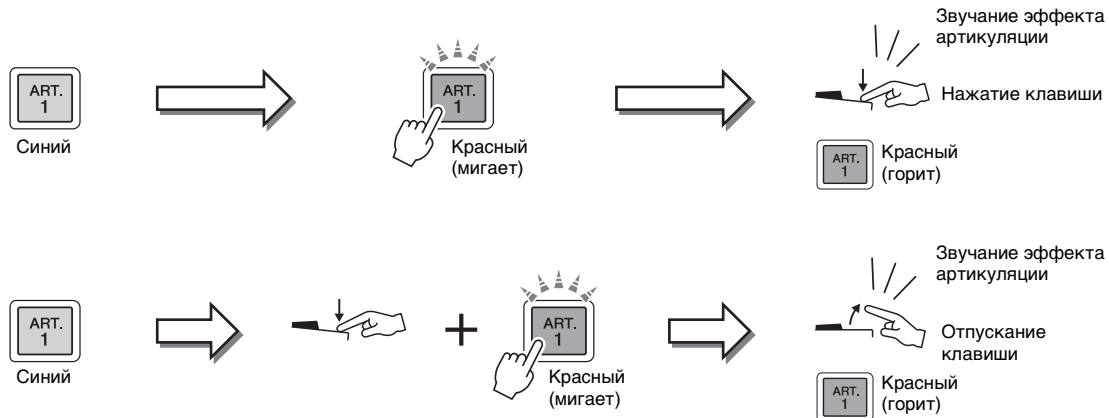 Звучание эффекта
артикуляции
ART.
1
ART.
1
Нажатие клавиши
Синий
Красный
(мигает)
ART.
1
Красный
(горит)
Звучание эффекта
артикуляции
ART.
1
ART.
1
Отпускание
клавиши
Синий
Красный
(мигает)
ART.
1
Красный
(горит)